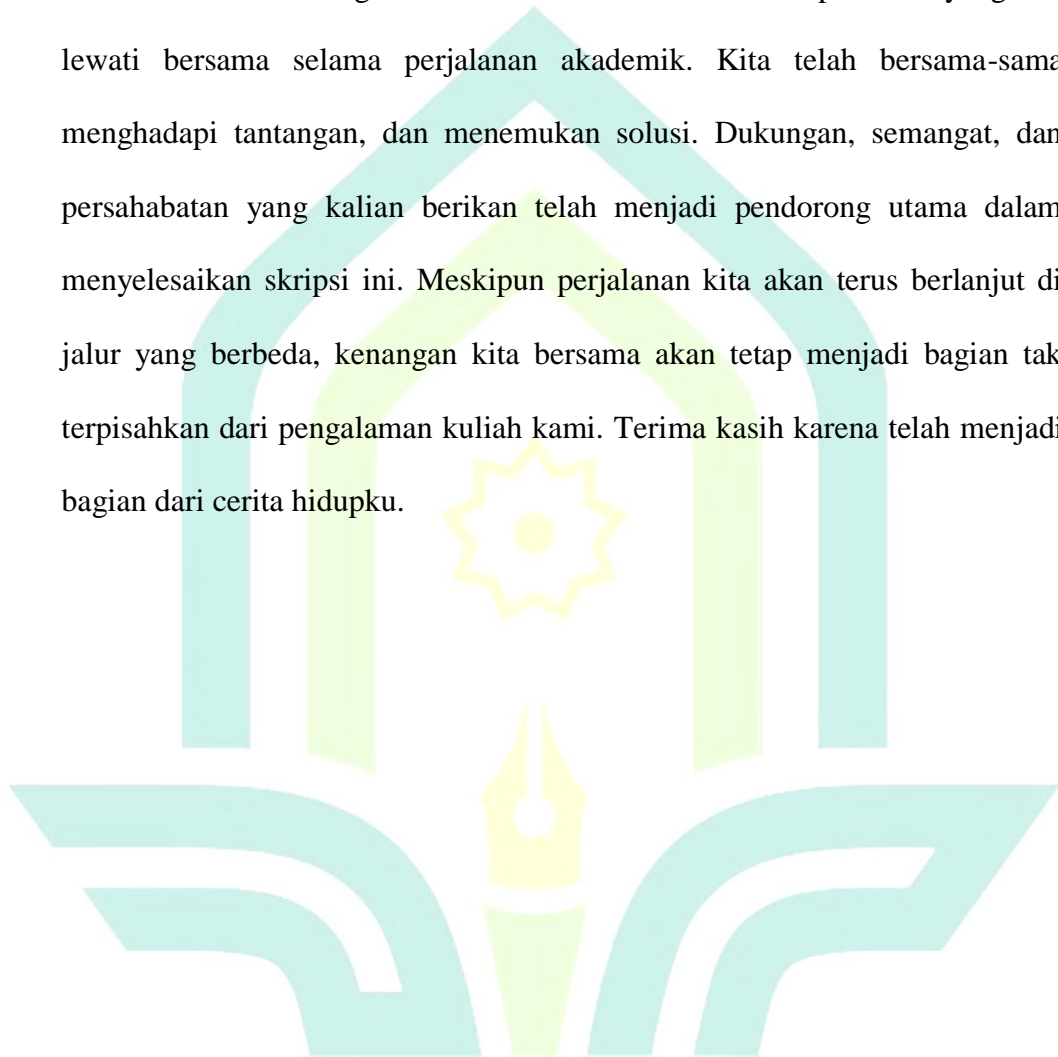 lewati bersama selama perjalanan akademik. Kita telah bersama-sama
menghadapi tantangan, dan menemukan solusi. Dukungan, semangat, dan
persahabatan yang kalian berikan telah menjadi pendorong utama dalam
menyelesaikan skripsi ini. Meskipun perjalanan kita akan terus berlanjut di
jalur yang berbeda, kenangan kita bersama akan tetap menjadi bagian tak
terpisahkan dari pengalaman kuliah kami. Terima kasih karena telah menjadi
bagian dari cerita hidupku.